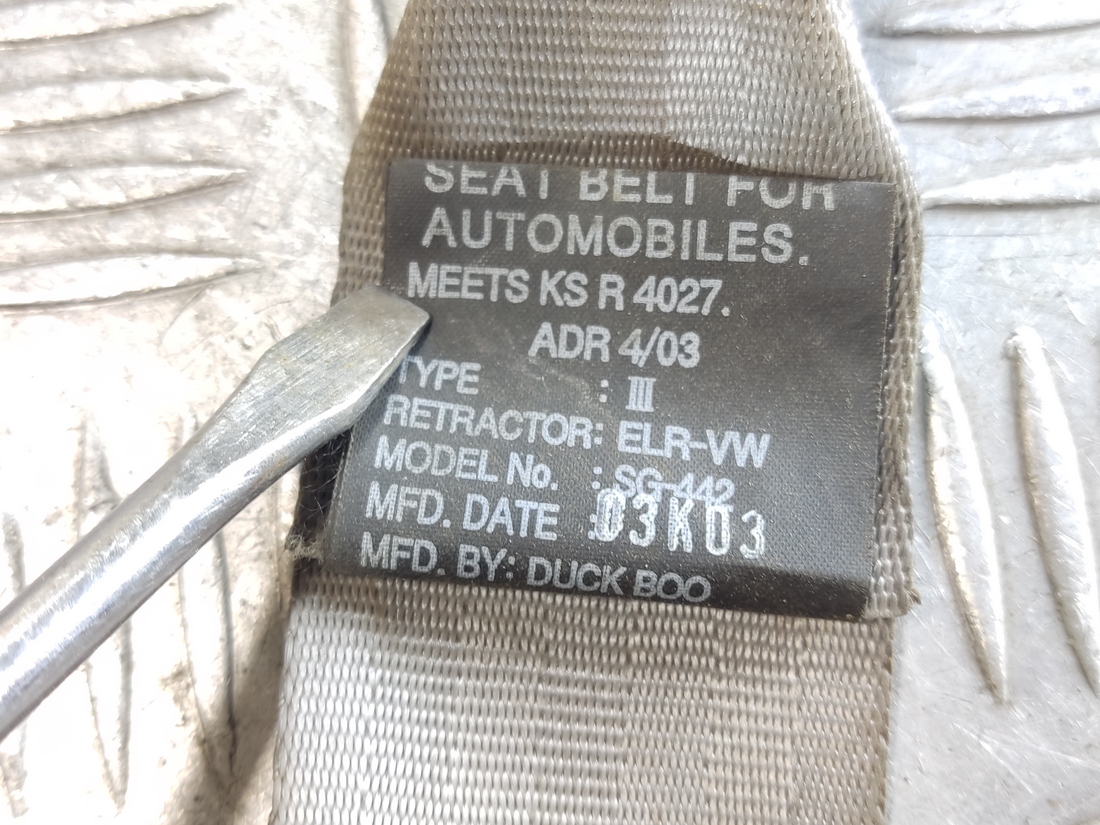 SEAT BELT FOR
AUTOMOBILES.
MEETS KS R 4027.
ADR 4/03
TYPE : III
RETRACTOR: ELR-VW
MODEL No. : SG-442
MFD. DATE : 03K03
MFD. BY: DUCK BOO